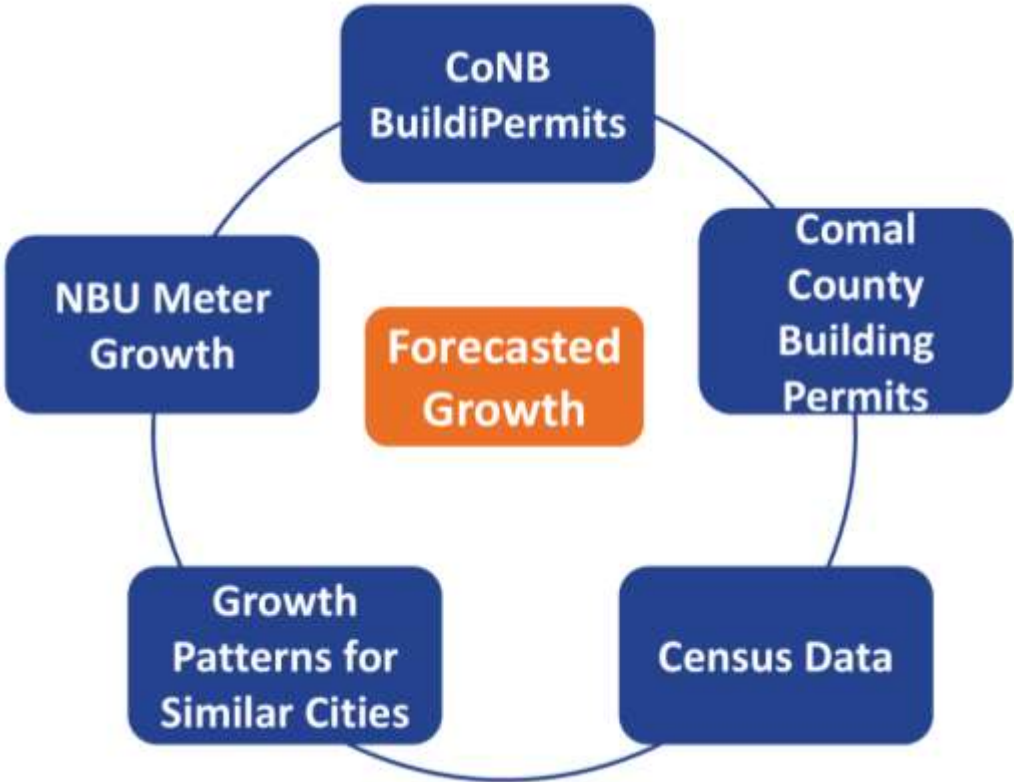 CoNB
BuildiPermits
Comal
County
Building
Permits
NBU Meter
Growth
Forecasted
Growth
Growth
Patterns for
Similar Cities
Census Data